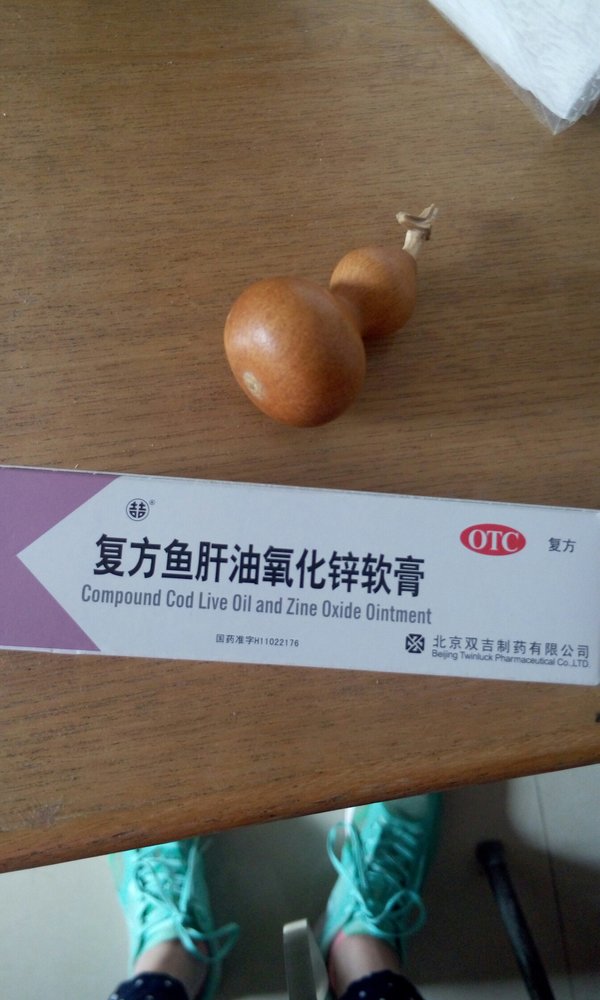 喆®
OTC
复方
复方鱼肝油氧化锌软膏
Compound Cod Live Oil and Zine Oxide Ointment
国药准字H11022176
北京双吉制药有限公司
Beijing Twinluck Pharmaceutical Co.,LTD.